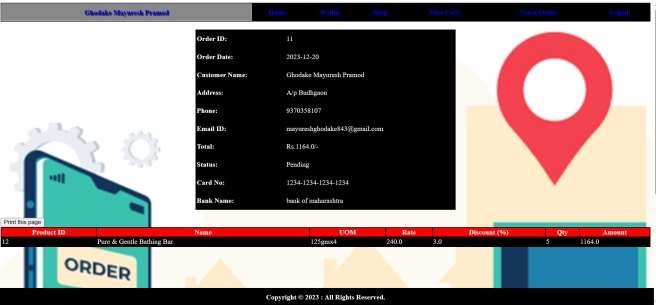 Ghodake Mayuresh Pramod Home Profile Shop View Cart Track Order Logout
Order ID: 11
Order Date: 2023-12-20
Customer Name: Ghodake Mayuresh Pramod
Address: A/p Budhgaon
Phone: 9370358107
Email ID: mayureshghodake843@gmail.com
Total: Rs.1164.0/-
Status: Pending
Card No: 1234-1234-1234-1234
Bank Name: bank of maharashtra
Print this page
Product ID Name UOM Rate Discount (%) Qty Amount
12 Pure & Gentle Bathing Bar 125gmx4 240.0 3.0 5 1164.0
ORDER
Copyright © 2023 : All Rights Reserved.